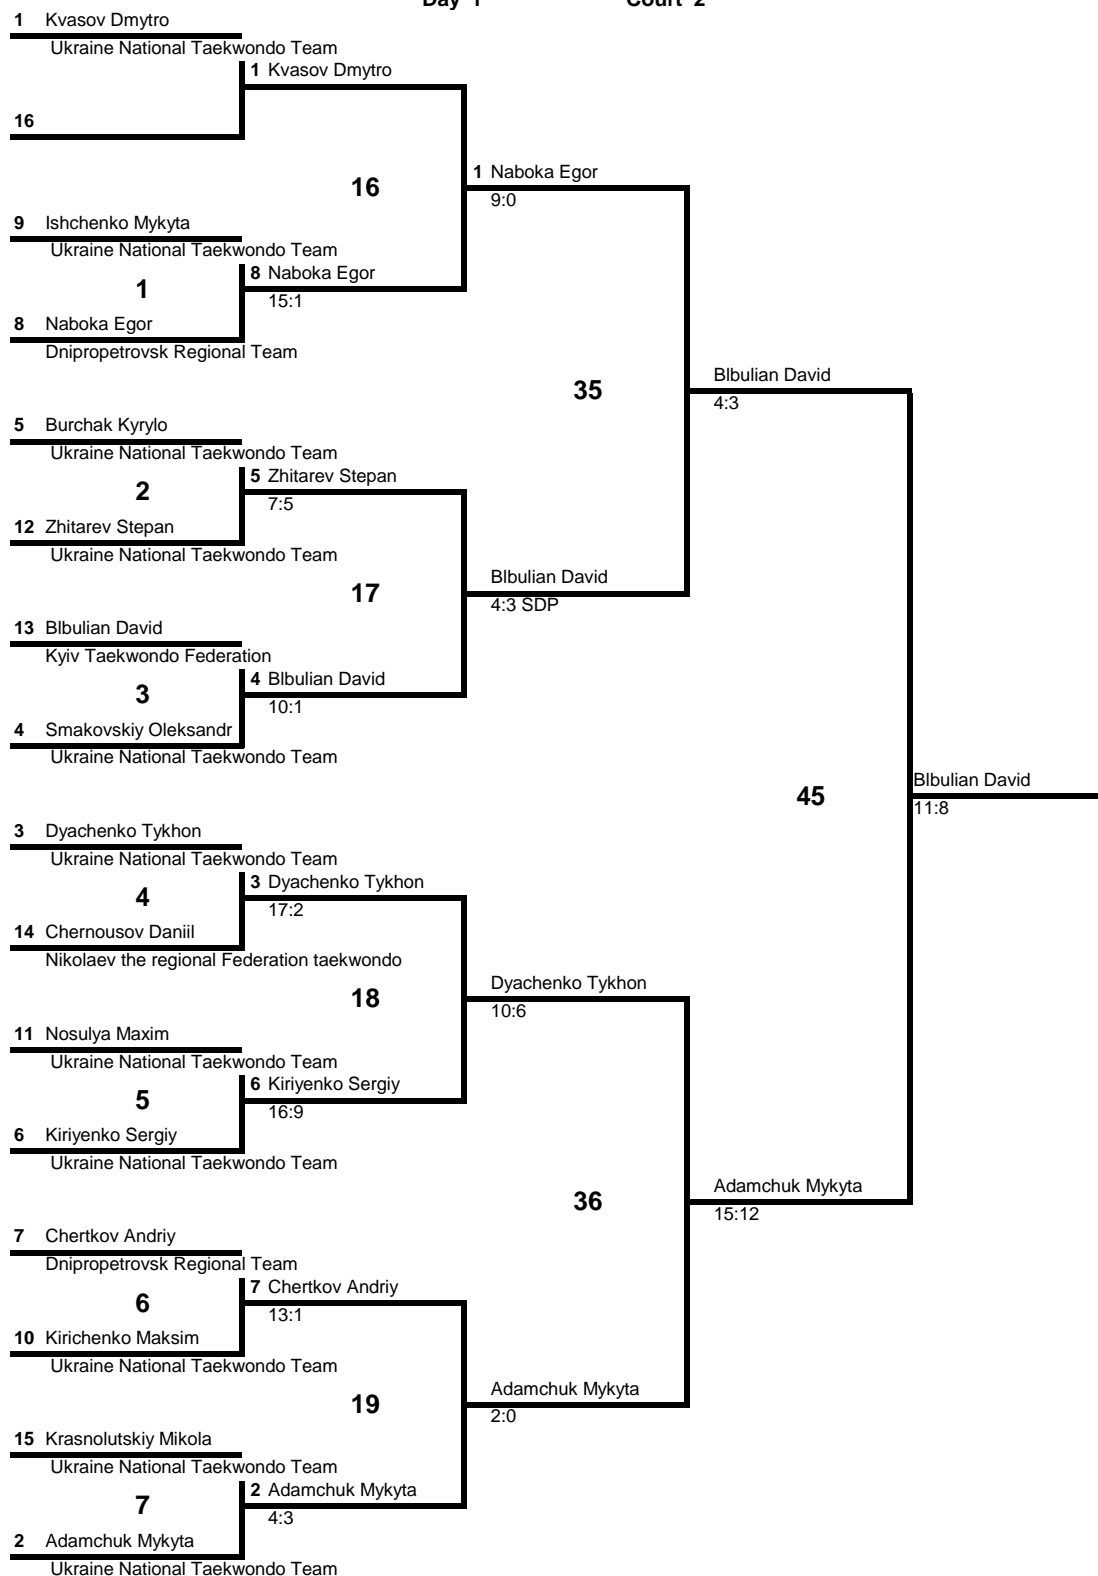 Day 1 Court 2
1 Kvasov Dmytro
Ukraine National Taekwondo Team
1 Kvasov Dmytro
16
1 Naboka Egor
16
9:0
9 Ishchenko Mykyta
Ukraine National Taekwondo Team
8 Naboka Egor
1
15:1
8 Naboka Egor
Dnipropetrovsk Regional Team
Blbulian David
35
4:3
5 Burchak Kyrylo
Ukraine National Taekwondo Team
5 Zhitarev Stepan
2
7:5
12 Zhitarev Stepan
Ukraine National Taekwondo Team
Blbulian David
17
4:3 SDP
13 Blbulian David
Kyiv Taekwondo Federation
4 Blbulian David
3
10:1
4 Smakovskiy Oleksandr
Ukraine National Taekwondo Team
Blbulian David
45
11:8
3 Dyachenko Tykhon
Ukraine National Taekwondo Team
3 Dyachenko Tykhon
4
17:2
14 Chernousov Daniil
Nikolaev the regional Federation taekwondo
Dyachenko Tykhon
18
10:6
11 Nosulya Maxim
Ukraine National Taekwondo Team
6 Kiriyenko Sergiy
5
16:9
6 Kiriyenko Sergiy
Ukraine National Taekwondo Team
Adamchuk Mykyta
36
15:12
7 Chertkov Andriy
Dnipropetrovsk Regional Team
7 Chertkov Andriy
6
13:1
10 Kirichenko Maksim
Ukraine National Taekwondo Team
Adamchuk Mykyta
19
2:0
15 Krasnolutskiy Mikola
Ukraine National Taekwondo Team
2 Adamchuk Mykyta
7
4:3
2 Adamchuk Mykyta
Ukraine National Taekwondo Team